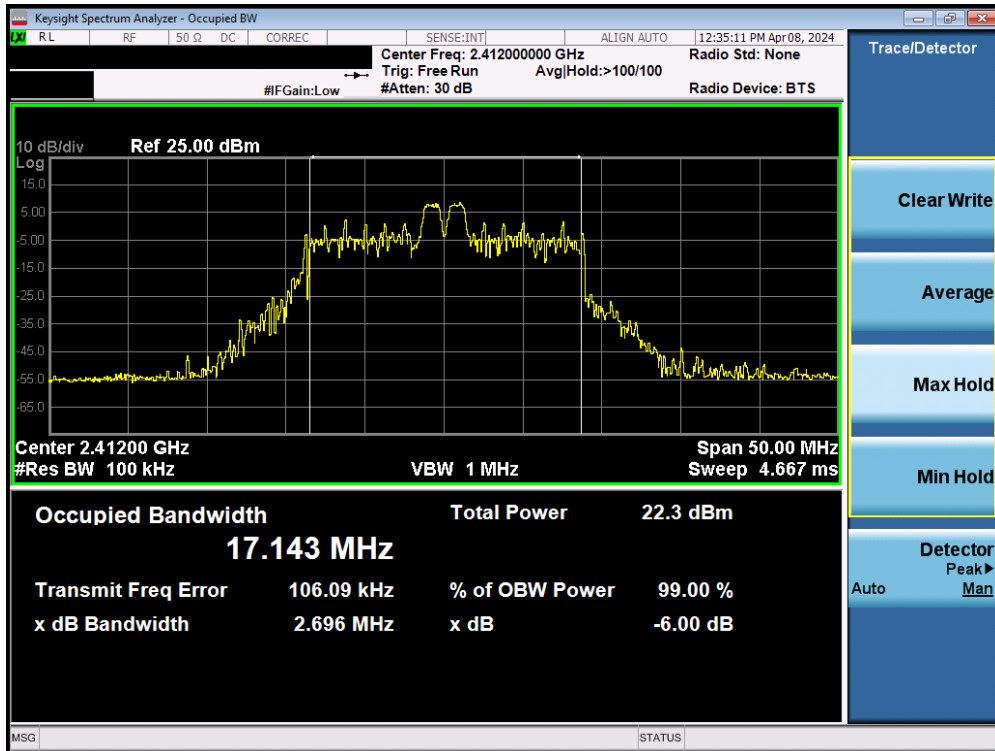 Keysight Spectrum Analyzer - Occupied BW
LXI RL RF 50 Ω DC CORREC SENSE:INT ALIGN AUTO 12:35:11 PM Apr 08, 2024
Center Freq: 2.412000000 GHz Radio Std: None
Trig: Free Run Avg|Hold:>100/100
#IFGain:Low #Atten: 30 dB Radio Device: BTS
10 dB/div Ref 25.00 dBm
Log
15.0
5.00
-5.00
-15.0
-25.0
-35.0
-45.0
-55.0
-65.0
Center 2.41200 GHz Span 50.00 MHz
#Res BW 100 kHz VBW 1 MHz Sweep 4.667 ms
Occupied Bandwidth Total Power 22.3 dBm
17.143 MHz
Transmit Freq Error 106.09 kHz % of OBW Power 99.00 %
x dB Bandwidth 2.696 MHz x dB -6.00 dB
Trace/Detector
Clear Write
Average
Max Hold
Min Hold
Detector
Peak▶
Auto Man
MSG STATUS